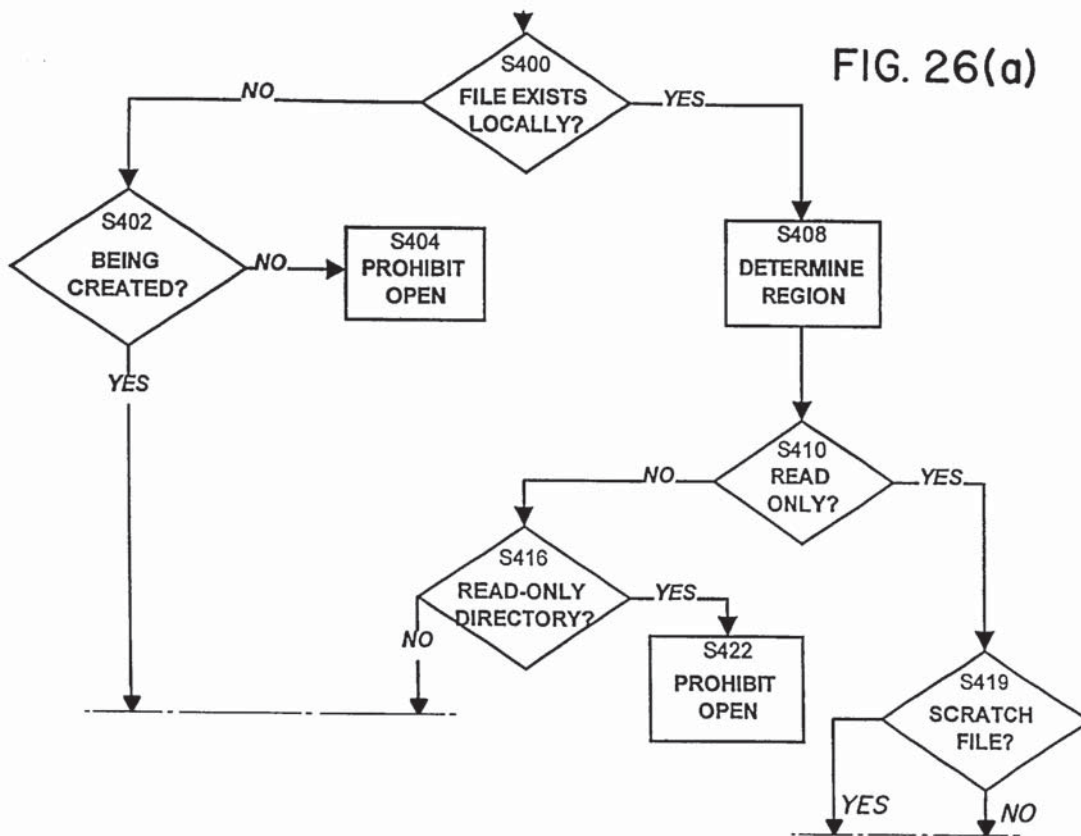 FIG. 26(a)
S400
FILE EXISTS
LOCALLY?
NO
YES
S402
BEING
CREATED?
NO
S404
PROHIBIT
OPEN
YES
S408
DETERMINE
REGION
S410
READ
ONLY?
NO
YES
S416
READ-ONLY
DIRECTORY?
YES
NO
S422
PROHIBIT
OPEN
S419
SCRATCH
FILE?
YES
NO